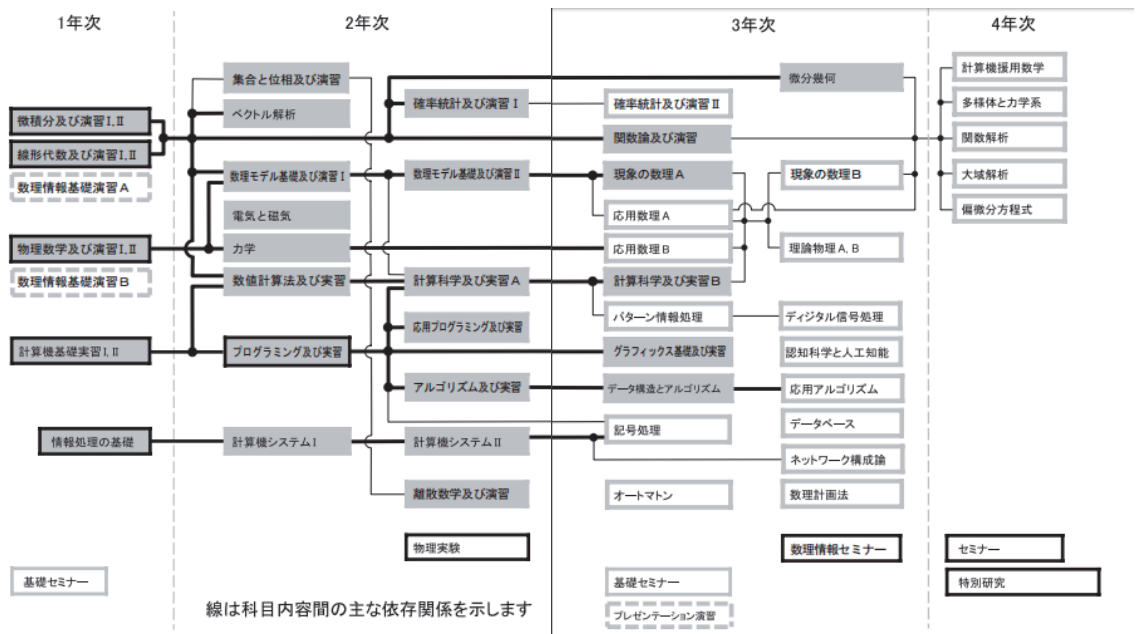 1年次
2年次
3年次
4年次
微積分及び演習Ⅰ,Ⅱ
線形代数及び演習Ⅰ,Ⅱ
数理情報基礎演習A
物理数学及び演習Ⅰ,Ⅱ
数理情報基礎演習B
計算機基礎実習Ⅰ,Ⅱ
情報処理の基礎
基礎セミナー
集合と位相及び演習
ベクトル解析
数理モデル基礎及び演習Ⅰ
電気と磁気
力学
数値計算法及び実習
プログラミング及び実習
計算機システムⅠ
確率統計及び演習Ⅰ
数理モデル基礎及び演習Ⅱ
計算科学及び実習A
応用プログラミング及び実習
アルゴリズム及び実習
計算機システムⅡ
離散数学及び演習
物理実験
確率統計及び演習Ⅱ
関数論及び演習
現象の数理A
応用数理A
応用数理B
計算科学及び実習B
パターン情報処理
グラフィックス基礎及び実習
データ構造とアルゴリズム
記号処理
オートマトン
基礎セミナー
プレゼンテーション演習
微分幾何
現象の数理B
理論物理A,B
ディジタル信号処理
認知科学と人工知能
応用アルゴリズム
データベース
ネットワーク構成論
数理計画法
数理情報セミナー
計算機援用数学
多様体と力学系
関数解析
大域解析
偏微分方程式
セミナー
特別研究
線は科目内容間の主な依存関係を示します